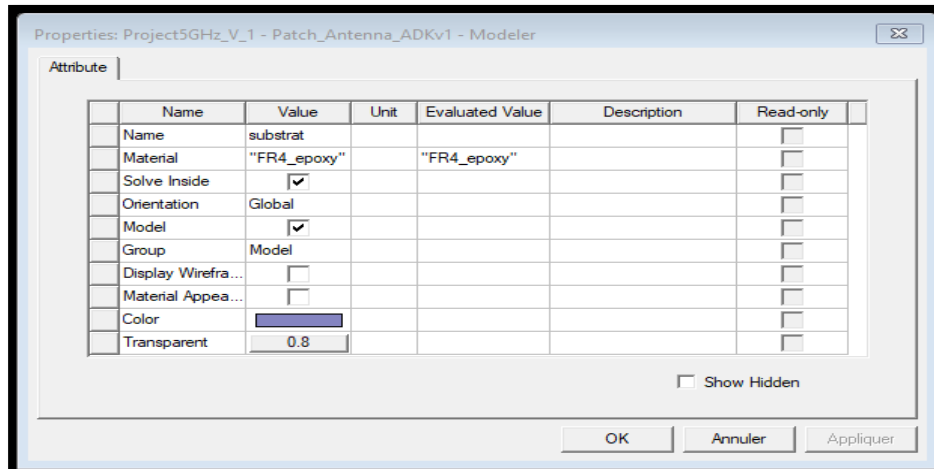 Properties: Project5GHz_V_1 - Patch_Antenna_ADKv1 - Modeler
Attribute
Name Value Unit Evaluated Value Description Read-only
Name substrat
Material "FR4_epoxy" "FR4_epoxy"
Solve Inside
Orientation Global
Model
Group Model
Display Wirefra...
Material Appea...
Color
Transparent 0.8
Show Hidden
OK Annuler Appliquer